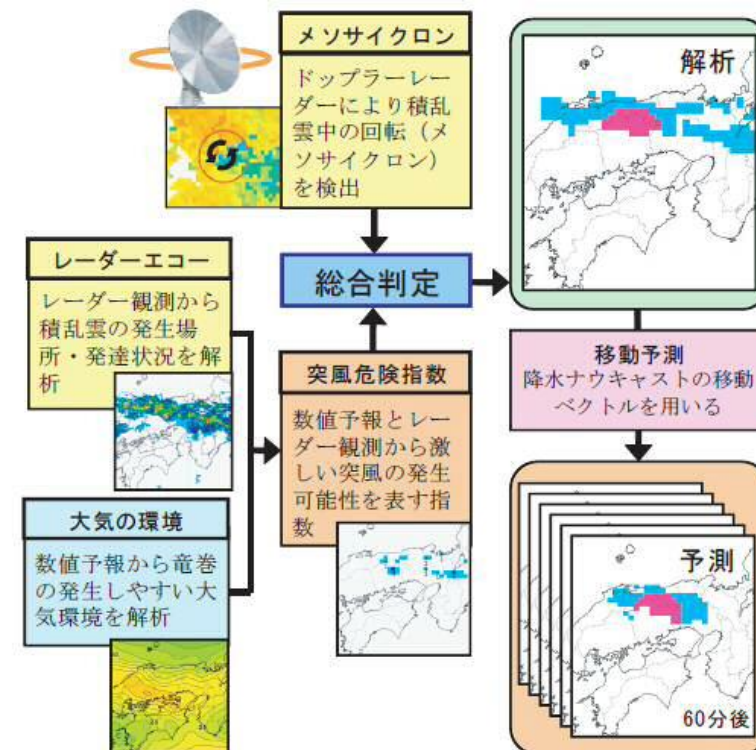 メソサイクロン
ドップラーレー
ダーにより積乱
雲中の回転（メ
ソサイクロン）
を検出
レーダーエコー
レーダー観測から
積乱雲の発生場
所・発達状況を解
析
大気の環境
数値予報から竜巻
の発生しやすい大
気環境を解析
突風危険指数
数値予報とレー
ダー観測から激
しい突風の発生
可能性を表す指
数
総合判定
解析
移動予測
降水ナウキャストの移動
ベクトルを用いる
予測
60分後